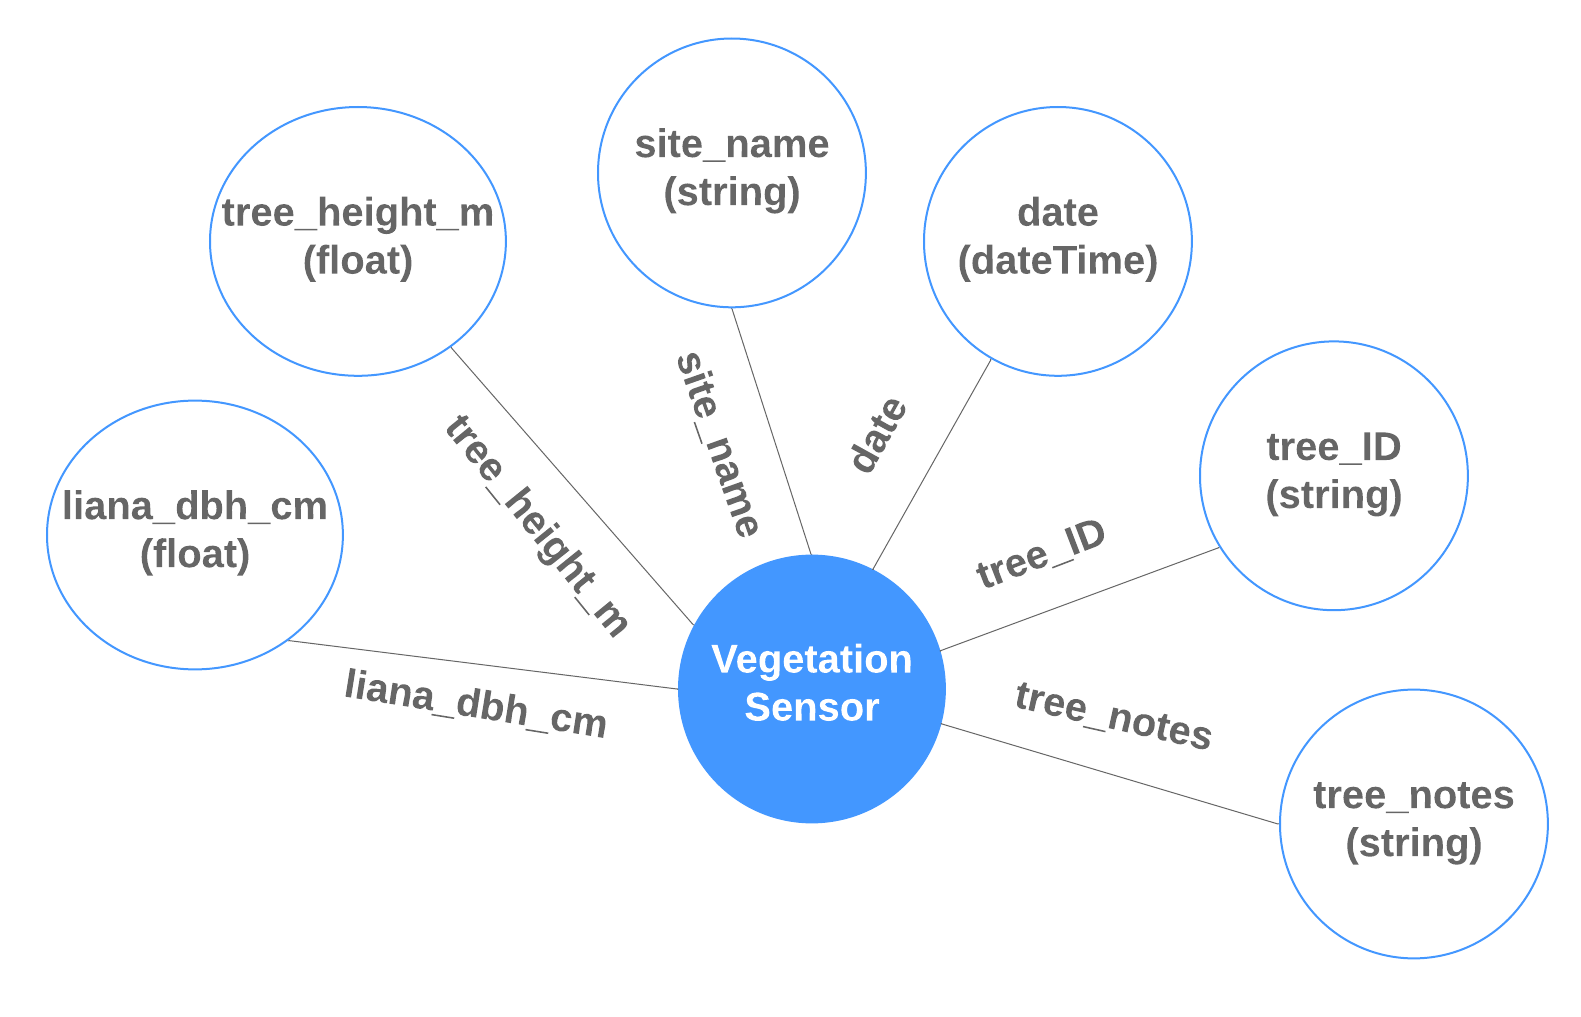 site_name
(string)
tree_height_m
(float)
date
(dateTime)
liana_dbh_cm
(float)
tree_ID
(string)
tree_height_m
site_name
date
tree_ID
liana_dbh_cm
Vegetation
Sensor
tree_notes
tree_notes
(string)